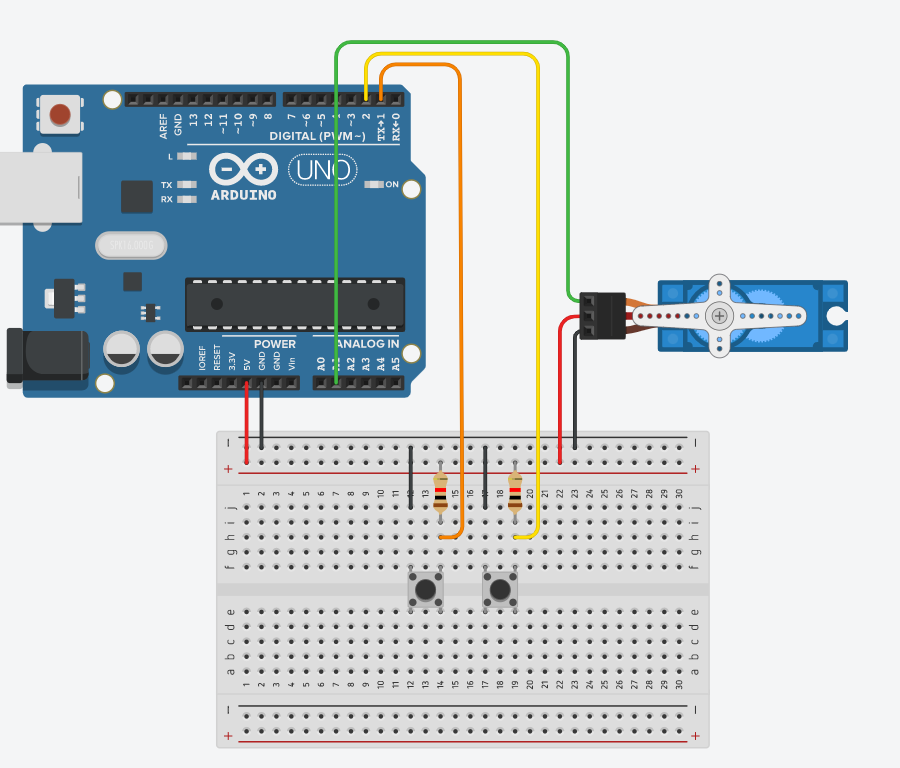 AREF GND 13 12 ~11 ~10 ~9 8 7 ~6 ~5 ~3 2 TX→1 RX←0
DIGITAL (PWM~)
L
TX
RX
UNO
ON
ARDUINO
POWER
ANALOG IN
IOREF RESET 3.3V 5V GND GND Vin A0 A1 A2 A3 A4 A5
− −
+ +
1 2 3 4 5 6 7 8 9 10 11 12 13 15 16 17 18 20 21 22 23 24 25 26 27 28 29 30
j j
i i
h h
g g
f f
e e
d d
c c
b b
a a
1 2 3 4 5 6 7 8 9 10 11 12 13 14 15 16 17 18 19 20 21 22 23 24 25 26 27 28 29 30
− −
+ +